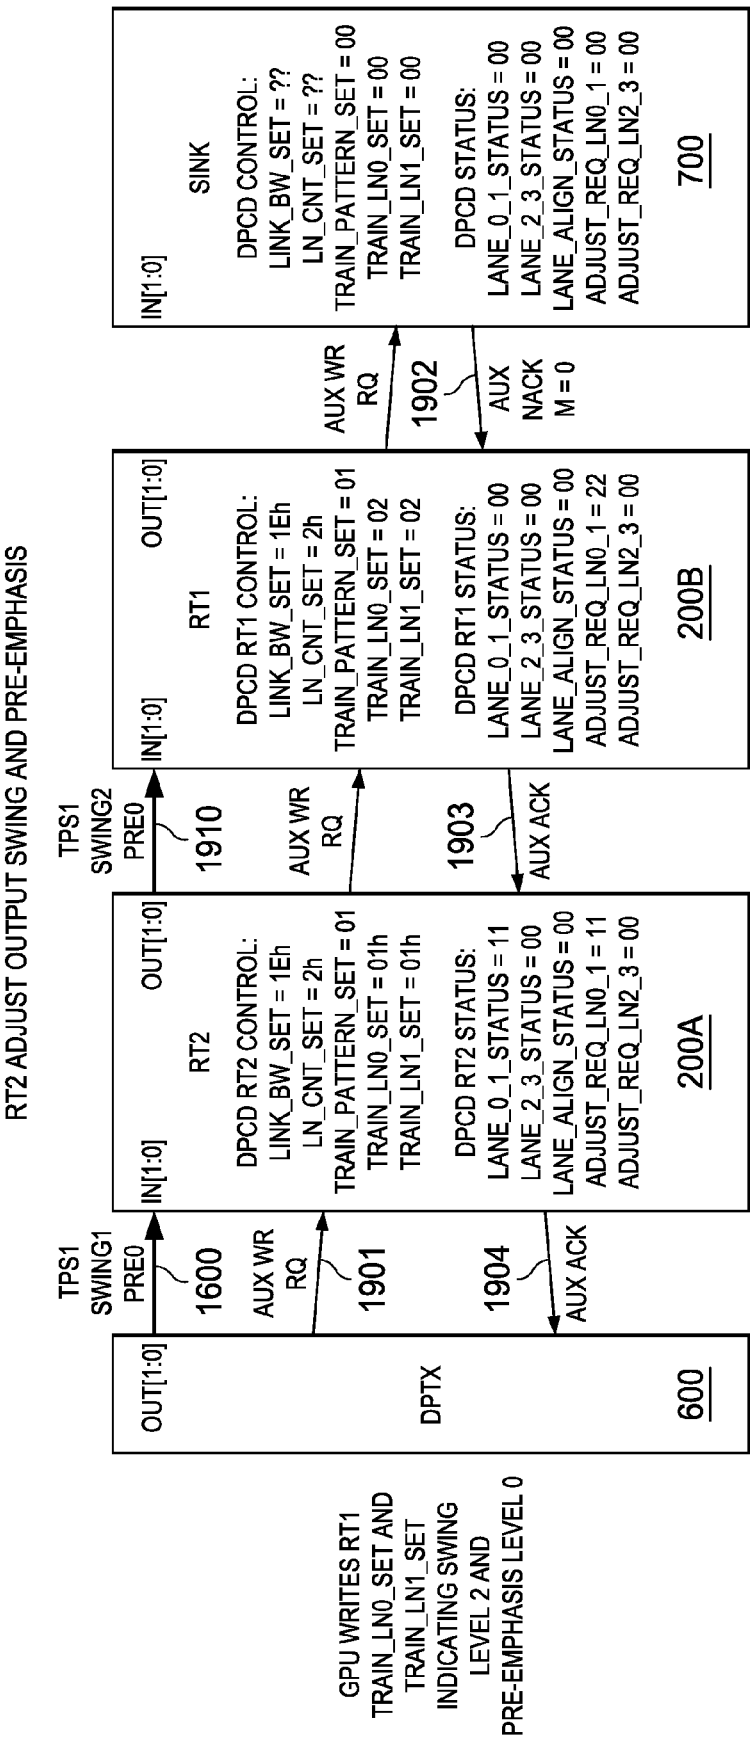 RT2 ADJUST OUTPUT SWING AND PRE-EMPHASIS
GPU WRITES RT1
TRAIN_LN0_SET AND
TRAIN_LN1_SET
INDICATING SWING
LEVEL 2 AND
PRE-EMPHASIS LEVEL 0
OUT[1:0]
DPTX
600
TPS1
SWING1
PRE0
1600
AUX WR
RQ
1901
1904
AUX ACK
IN[1:0]
OUT[1:0]
RT2
DPCD RT2 CONTROL:
LINK_BW_SET = 1Eh
LN_CNT_SET = 2h
TRAIN_PATTERN_SET = 01
TRAIN_LN0_SET = 01h
TRAIN_LN1_SET = 01h
DPCD RT2 STATUS:
LANE_0_1_STATUS = 11
LANE_2_3_STATUS = 00
LANE_ALIGN_STATUS = 00
ADJUST_REQ_LN0_1 = 11
ADJUST_REQ_LN2_3 = 00
200A
TPS1
SWING2
PRE0
1910
AUX WR
RQ
1903
AUX ACK
IN[1:0]
OUT[1:0]
RT1
DPCD RT1 CONTROL:
LINK_BW_SET = 1Eh
LN_CNT_SET = 2h
TRAIN_PATTERN_SET = 01
TRAIN_LN0_SET = 02
TRAIN_LN1_SET = 02
DPCD RT1 STATUS:
LANE_0_1_STATUS = 00
LANE_2_3_STATUS = 00
LANE_ALIGN_STATUS = 00
ADJUST_REQ_LN0_1 = 22
ADJUST_REQ_LN2_3 = 00
200B
AUX WR
RQ
1902
AUX
NACK
M = 0
IN[1:0]
SINK
DPCD CONTROL:
LINK_BW_SET = ??
LN_CNT_SET = ??
TRAIN_PATTERN_SET = 00
TRAIN_LN0_SET = 00
TRAIN_LN1_SET = 00
DPCD STATUS:
LANE_0_1_STATUS = 00
LANE_2_3_STATUS = 00
LANE_ALIGN_STATUS = 00
ADJUST_REQ_LN0_1 = 00
ADJUST_REQ_LN2_3 = 00
700